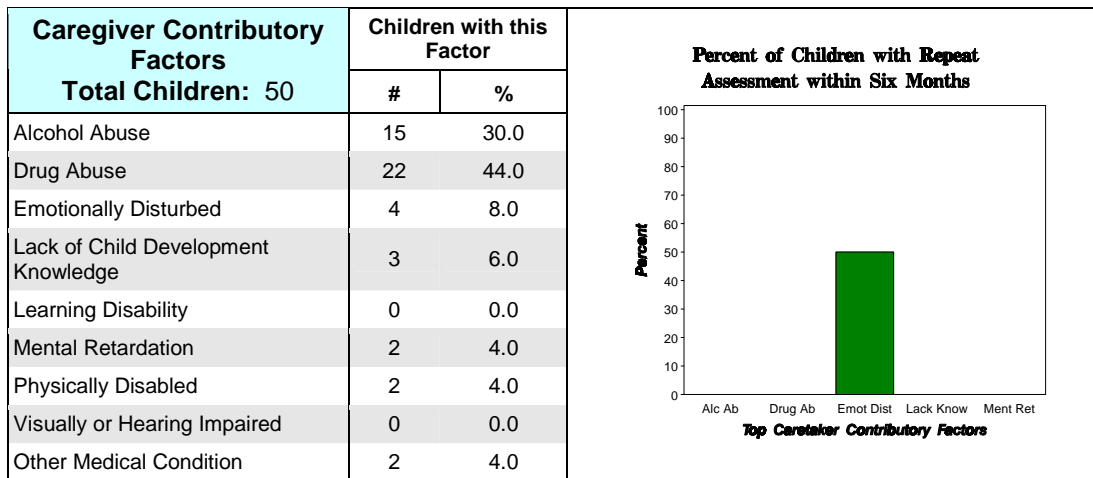 Caregiver Contributory
Factors
Total Children: 50
Children with this
Factor
# %
Alcohol Abuse 15 30.0
Drug Abuse 22 44.0
Emotionally Disturbed 4 8.0
Lack of Child Development
Knowledge 3 6.0
Learning Disability 0 0.0
Mental Retardation 2 4.0
Physically Disabled 2 4.0
Visually or Hearing Impaired 0 0.0
Other Medical Condition 2 4.0
Percent of Children with Repeat
Assessment within Six Months
Percent
100
90
80
70
60
50
40
30
20
10
0
Alc Ab Drug Ab Emot Dist Lack Know Ment Ret
Top Caretaker Contributory Factors